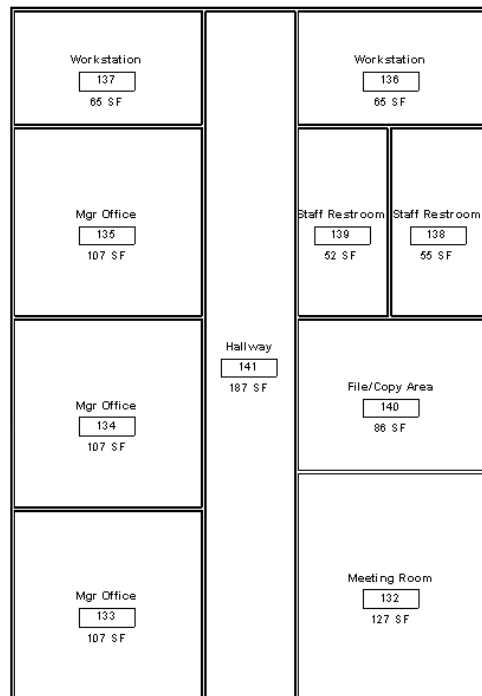 Workstation
137
65 SF
Workstation
136
65 SF
Mgr Office
135
107 SF
Staff Restroom
139
52 SF
Staff Restroom
138
55 SF
Hallway
141
187 SF
Mgr Office
134
107 SF
File/Copy Area
140
86 SF
Mgr Office
133
107 SF
Meeting Room
132
127 SF